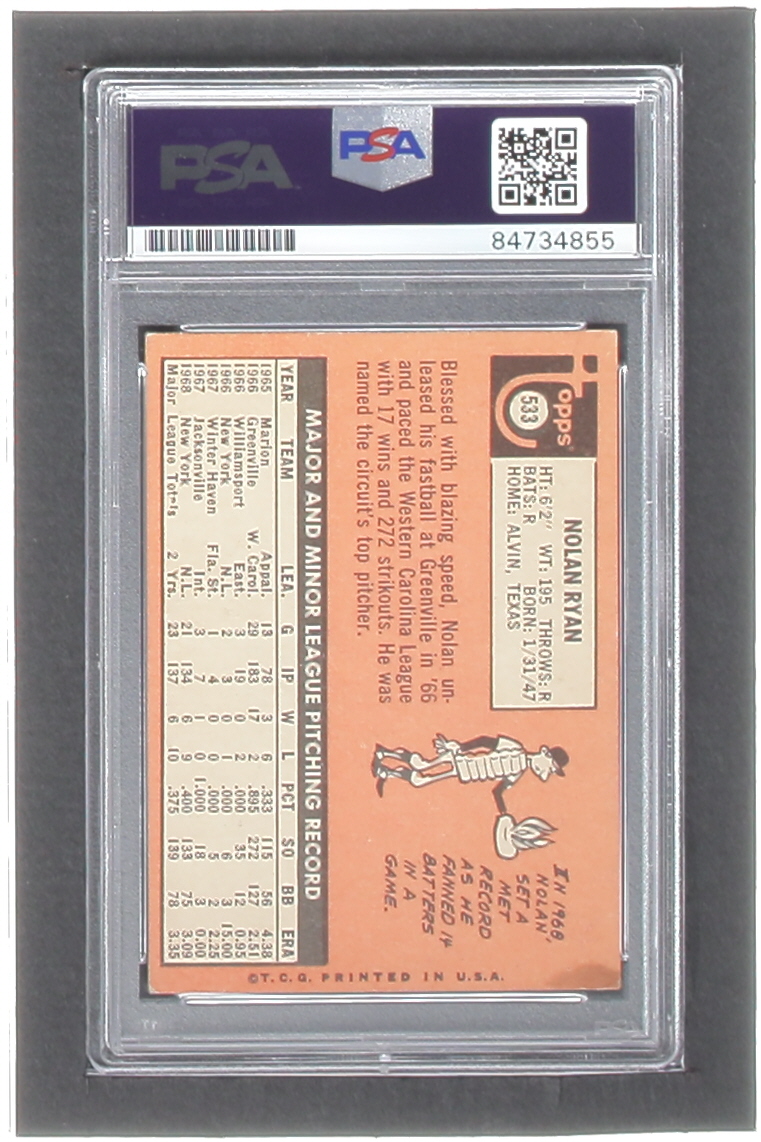 PSA
PSA
84734855
Topps
533
NOLAN RYAN
HT: 6'2" WT: 195 THROWS: R
BATS: R BORN: 1/31/47
HOME: ALVIN, TEXAS
Blessed with blazing speed, Nolan un-
leased his fastball at Greenville in '66
and paced the Western Carolina League
with 17 wins and 272 strikouts. He was
named the circuit's top pitcher.
IN 1968
NOLAN
SET A
MET
RECORD
AS HE
FANNED 14
BATTERS
IN A
GAME.
MAJOR AND MINOR LEAGUE PITCHING RECORD
YEAR TEAM LEA. G IP W L PCT SO BB ERA
1965 Marion Appal. 13 78 3 6 .333 115 56 4.38
1966 Greenville W. Carol. 29 183 17 2 .895 272 127 2.51
1966 Williamsport East. 3 19 0 2 .000 35 12 0.95
1966 New York N.L. 2 3 0 1 .000 6 3 15.00
1967 Winter Haven Fla. St. 1 4 0 0 .000 5 2 2.25
1967 Jacksonville Int. 3 7 1 0 1.000 18 3 0.00
1968 New York N.L. 21 134 6 9 .400 133 75 3.09
Major League Totals 2 Yrs. 23 137 6 10 .375 139 78 3.35
©T.C.G. PRINTED IN U.S.A.